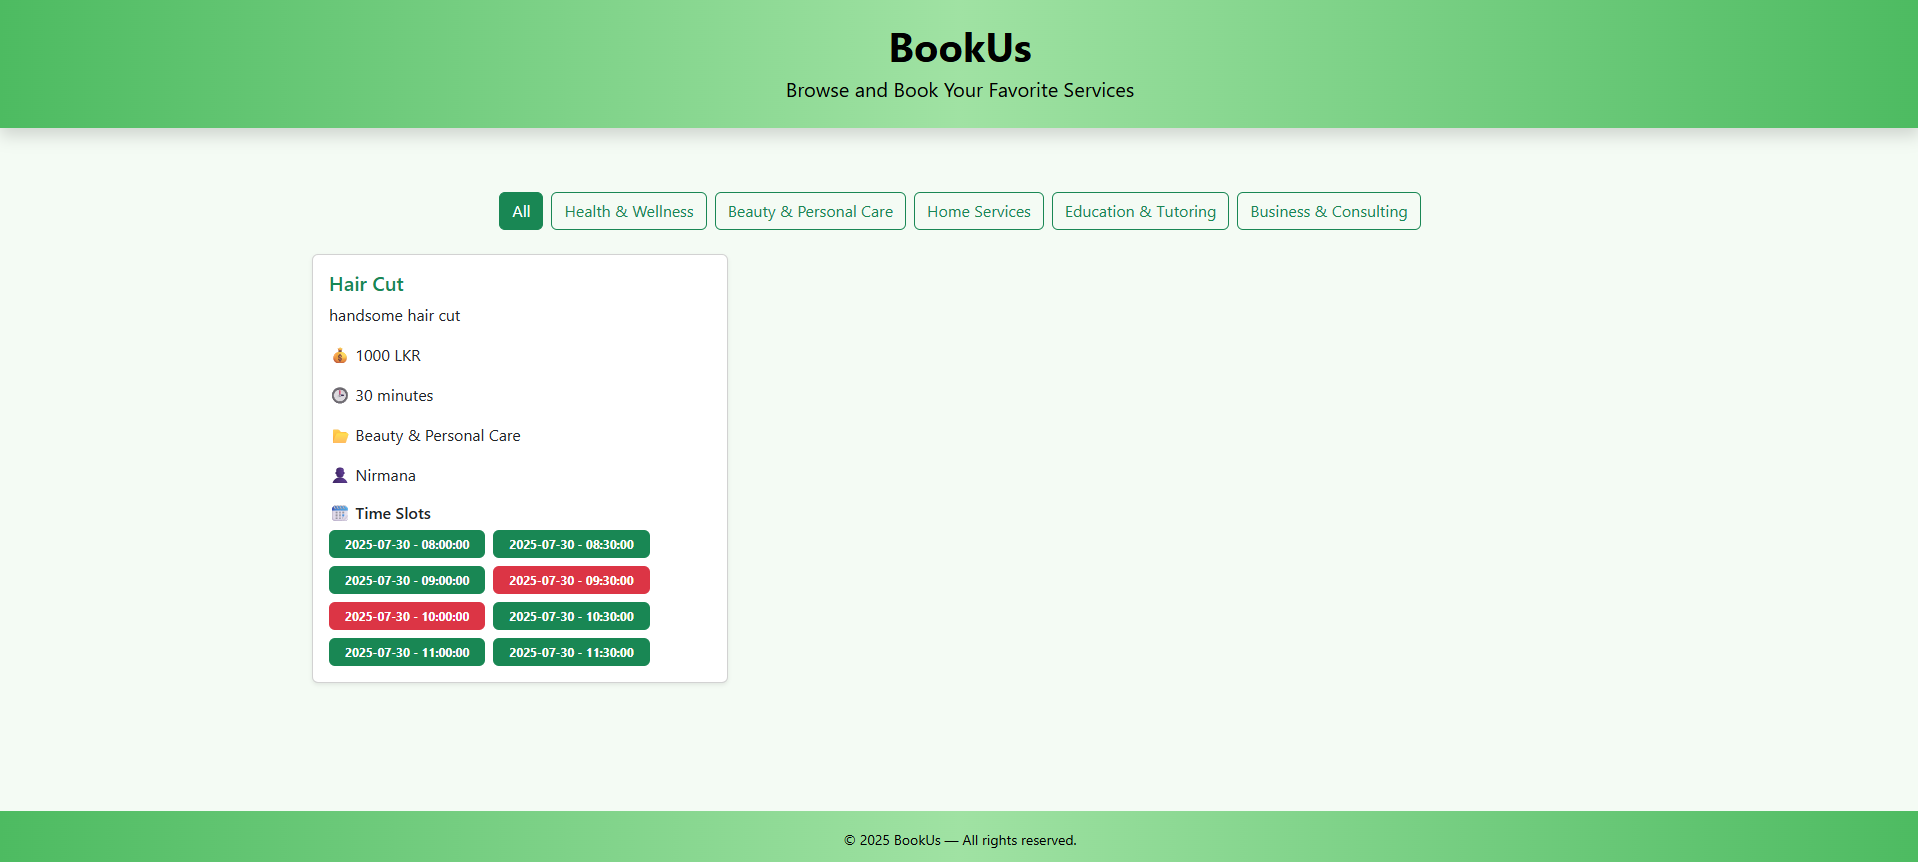 BookUs
Browse and Book Your Favorite Services
All Health & Wellness Beauty & Personal Care Home Services Education & Tutoring Business & Consulting
Hair Cut
handsome hair cut
1000 LKR
30 minutes
Beauty & Personal Care
Nirmana
Time Slots
2025-07-30 - 08:00:00 2025-07-30 - 08:30:00
2025-07-30 - 09:00:00 2025-07-30 - 09:30:00
2025-07-30 - 10:00:00 2025-07-30 - 10:30:00
2025-07-30 - 11:00:00 2025-07-30 - 11:30:00
© 2025 BookUs — All rights reserved.